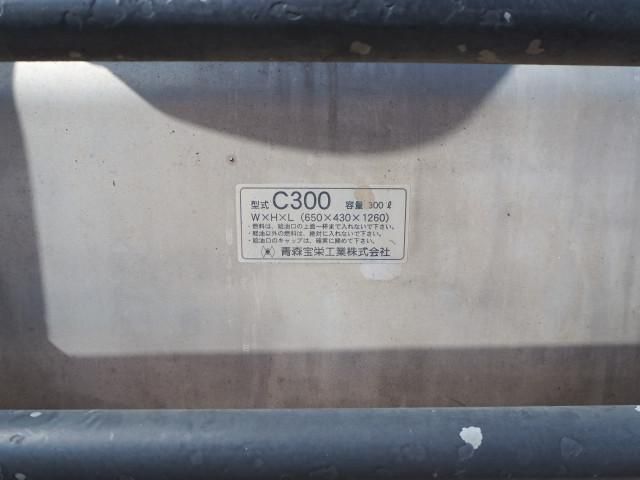 型式 C300 容量 300ℓ
W×H×L (650×430×1260)
・燃料は、給油口の上面一杯まで入れないで下さい。
・軽油以外の燃料は、絶対に入れないで下さい。
・給油口のキャップは、確実に締めて下さい。
青森宝栄工業株式会社